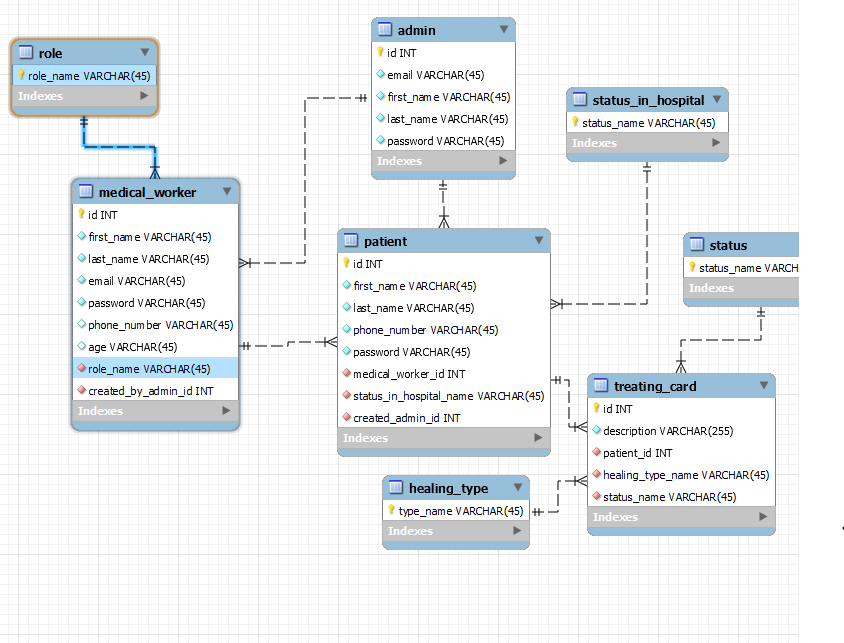 role
role_name VARCHAR(45)
Indexes
admin
id INT
email VARCHAR(45)
first_name VARCHAR(45)
last_name VARCHAR(45)
password VARCHAR(45)
Indexes
status_in_hospital
status_name VARCHAR(45)
Indexes
medical_worker
id INT
first_name VARCHAR(45)
last_name VARCHAR(45)
email VARCHAR(45)
password VARCHAR(45)
phone_number VARCHAR(45)
age VARCHAR(45)
role_name VARCHAR(45)
created_by_admin_id INT
Indexes
patient
id INT
first_name VARCHAR(45)
last_name VARCHAR(45)
phone_number VARCHAR(45)
password VARCHAR(45)
medical_worker_id INT
status_in_hospital_name VARCHAR(45)
created_admin_id INT
Indexes
status
status_name VARCH
Indexes
treating_card
id INT
description VARCHAR(255)
patient_id INT
healing_type_name VARCHAR(45)
status_name VARCHAR(45)
Indexes
healing_type
type_name VARCHAR(45)
Indexes